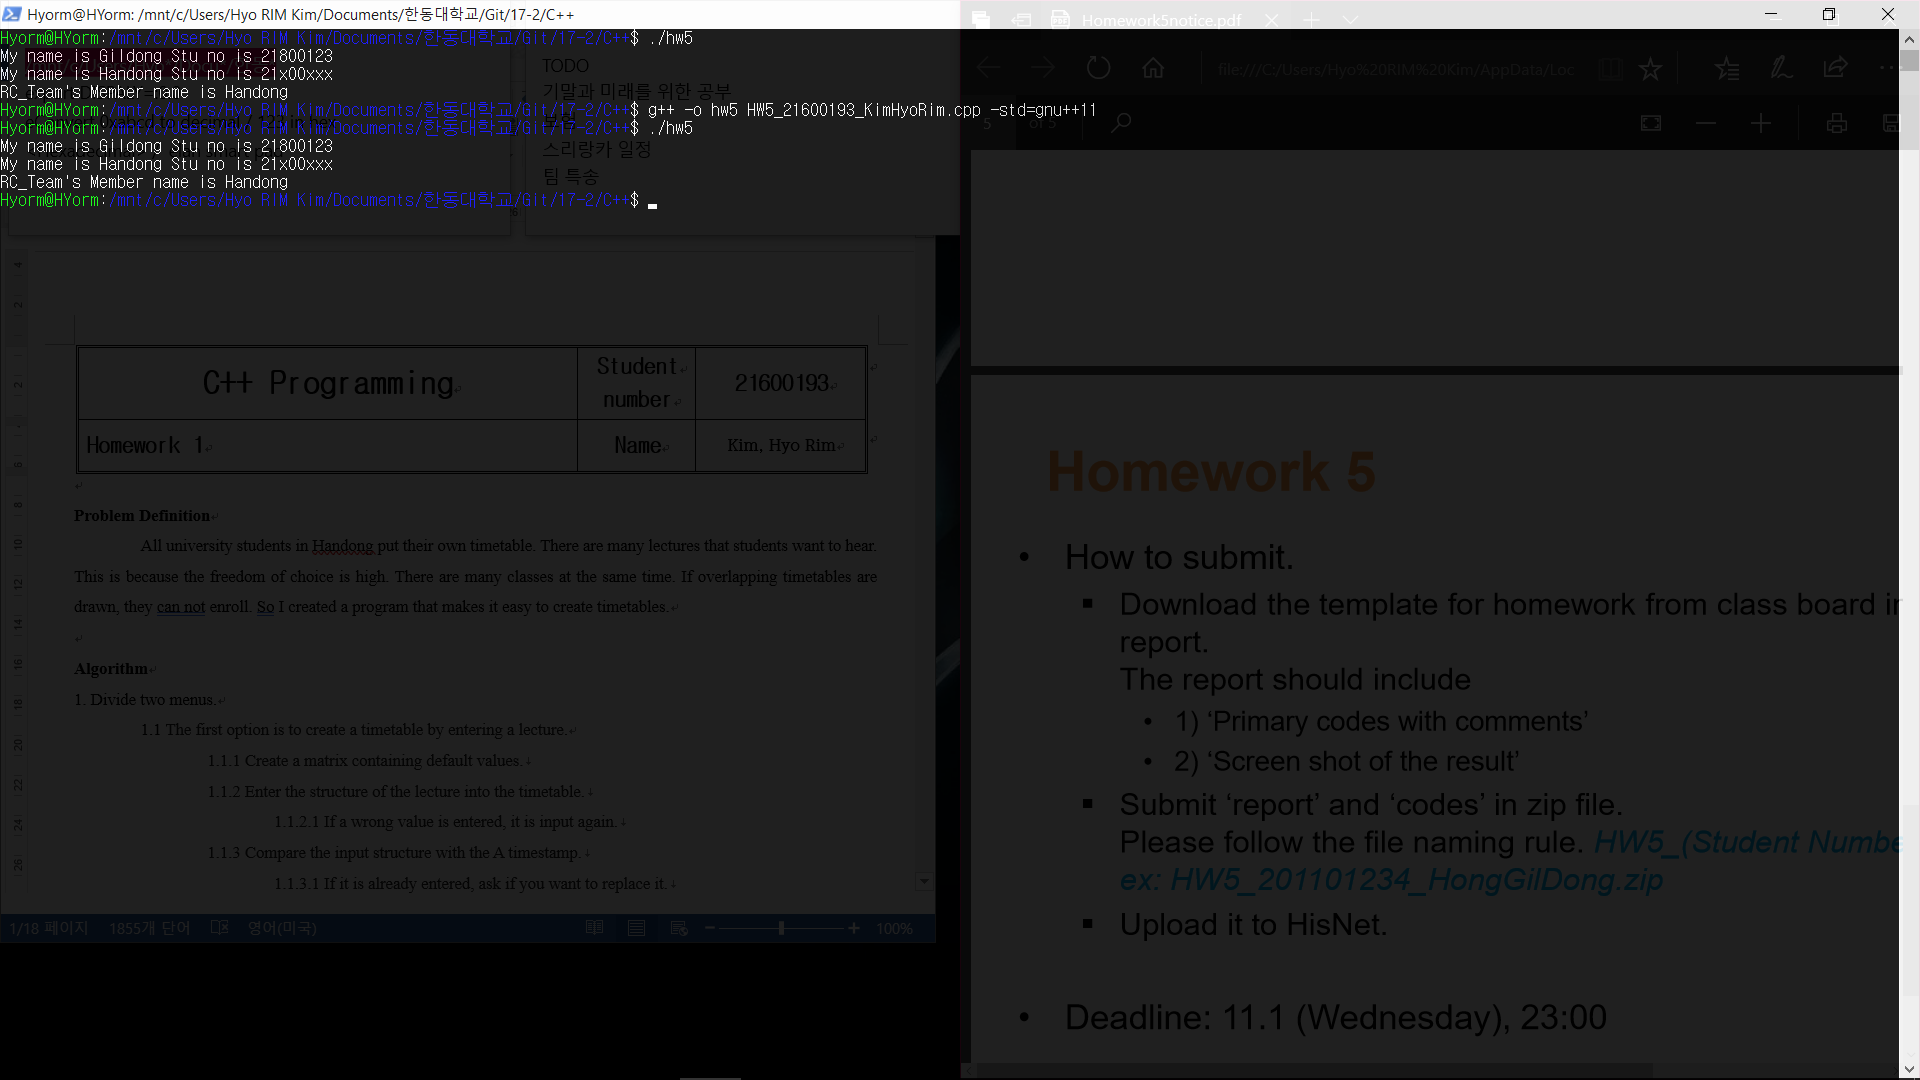 Hyorm@HYorm: /mnt/c/Users/Hyo RIM Kim/Documents/한동대학교/Git/17-2/C++
Hyorm@HYorm:/mnt/c/Users/Hyo RIM Kim/Documents/한동대학교/Git/17-2/C++$ ./hw5
My name is Gildong Stu no is 21800123
My name is Handong Stu no is 21x00xxx
RC_Team's Member name is Handong
Hyorm@HYorm:/mnt/c/Users/Hyo RIM Kim/Documents/한동대학교/Git/17-2/C++$ g++ -o hw5 HW5_21600193_KimHyoRim.cpp -std=gnu++11
Hyorm@HYorm:/mnt/c/Users/Hyo RIM Kim/Documents/한동대학교/Git/17-2/C++$ ./hw5
My name is Gildong Stu no is 21800123
My name is Handong Stu no is 21x00xxx
RC_Team's Member name is Handong
Hyorm@HYorm:/mnt/c/Users/Hyo RIM Kim/Documents/한동대학교/Git/17-2/C++$
TODO
기말과 미래를 위한 공부
스리랑카 일정
팀 특송
C++ Programming
Student number
21600193
Homework 1
Name
Kim, Hyo Rim
Problem Definition
All university students in Handong put their own timetable. There are many lectures that students want to hear.
This is because the freedom of choice is high. There are many classes at the same time. If overlapping timetables are
drawn, they can not enroll. So I created a program that makes it easy to create timetables.
Algorithm
1. Divide two menus.
1.1 The first option is to create a timetable by entering a lecture.
1.1.1 Create a matrix containing default values.
1.1.2 Enter the structure of the lecture into the timetable.
1.1.2.1 If a wrong value is entered, it is input again.
1.1.3 Compare the input structure with the A timestamp.
1.1.3.1 If it is already entered, ask if you want to replace it.
1/18 페이지 1855개 단어 영어(미국) 100%
Homework5notice.pdf
file:///C:/Users/Hyo%20RIM%20Kim/AppData/Loc
5 of 5
Homework 5
• How to submit.
▪ Download the template for homework from class board in
report.
The report should include
• 1) ‘Primary codes with comments’
• 2) ‘Screen shot of the result’
▪ Submit ‘report’ and ‘codes’ in zip file.
Please follow the file naming rule. HW5_(Student Numbe
ex: HW5_201101234_HongGilDong.zip
▪ Upload it to HisNet.
• Deadline: 11.1 (Wednesday), 23:00